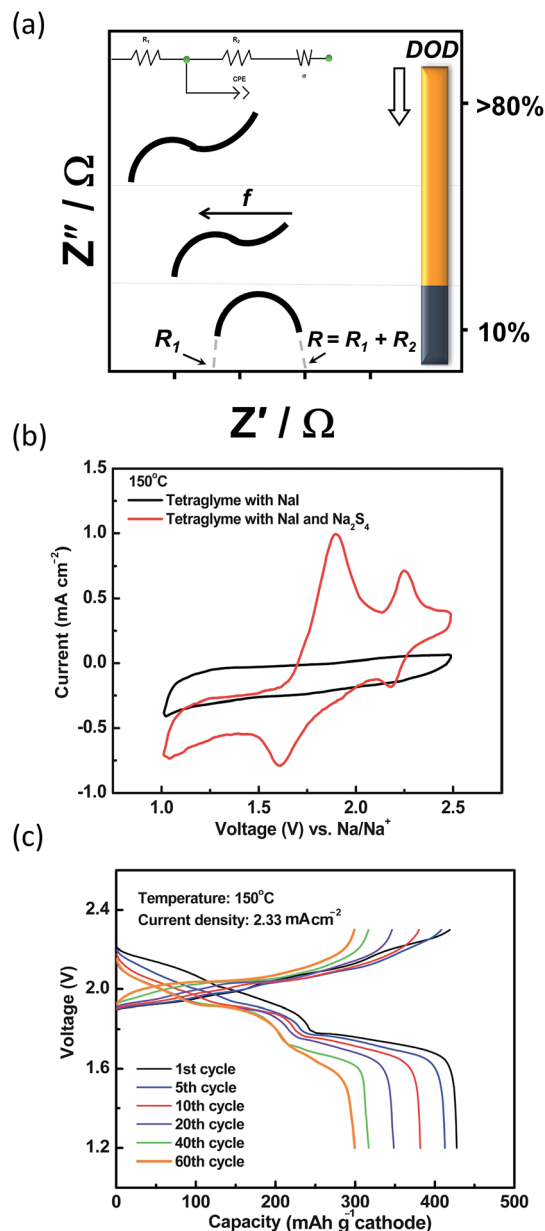 (a)
R₁
R₂
CPE
σ
DOD
>80%
f
10%
R₁
R = R₁ + R₂
Z″ / Ω
Z′ / Ω
(b)
150°C
Tetraglyme with NaI
Tetraglyme with NaI and Na₂S₄
1.5
1.0
0.5
0.0
-0.5
-1.0
Current (mA cm⁻²)
1.0
1.5
2.0
2.5
Voltage (V) vs. Na/Na⁺
(c)
Temperature: 150°C
Current density: 2.33 mAcm⁻²
2.4
2.0
1.6
1.2
Voltage (V)
1st cycle
5th cycle
10th cycle
20th cycle
40th cycle
60th cycle
0
100
200
300
400
500
Capacity (mAh g⁻¹cathode)